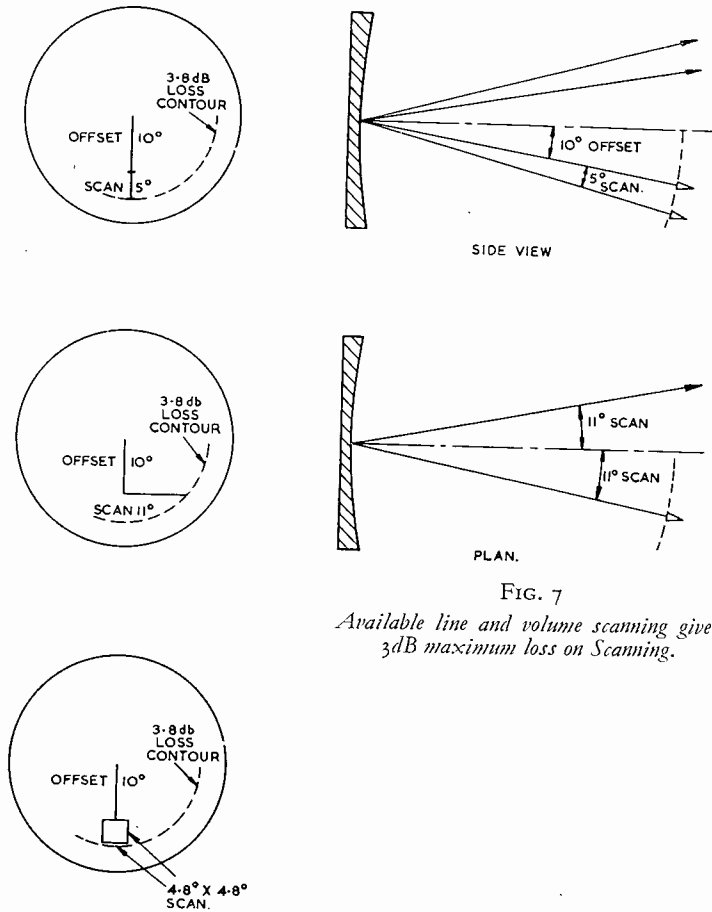 3·8dB
LOSS
CONTOUR
OFFSET 10°
SCAN 5°
10° OFFSET
5°
SCAN.
SIDE VIEW
3·8db
LOSS
CONTOUR
OFFSET 10°
SCAN 11°
11° SCAN
11° SCAN
PLAN.
FIG. 7
Available line and volume scanning give
3dB maximum loss on Scanning.
3·8db
LOSS
CONTOUR
OFFSET 10°
4·8° X 4·8°
SCAN.